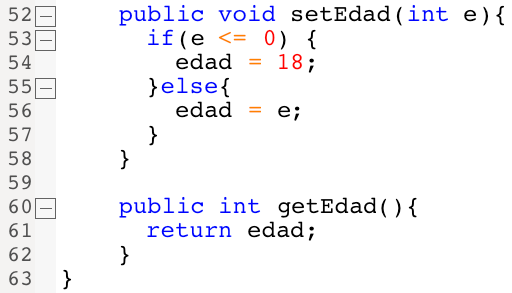 52 public void setEdad(int e){
53 if(e <= 0) {
54 edad = 18;
55 }else{
56 edad = e;
57 }
58 }
59
60 public int getEdad(){
61 return edad;
62 }
63 }